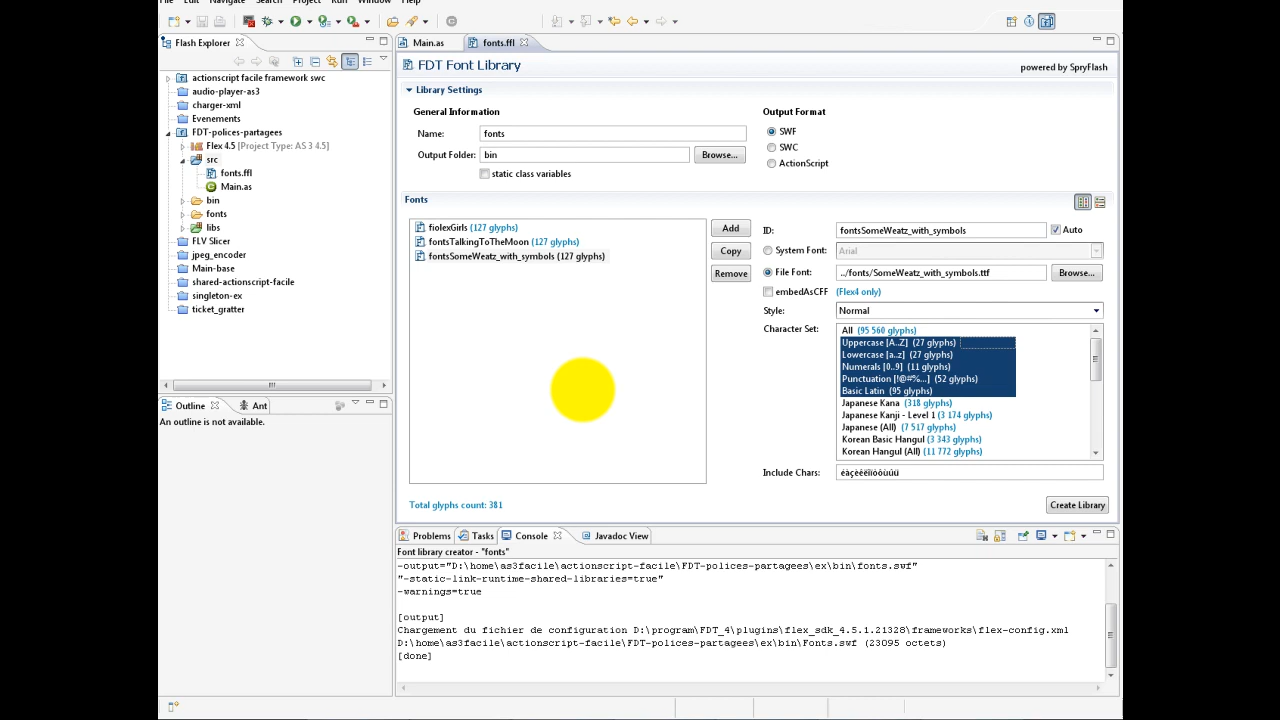 File Edit Navigate Search Project Run Window Help
Flash Explorer
actionscript facile framework swc
audio-player-as3
charger-xml
Evenements
FDT-polices-partagees
Flex 4.5 [Project Type: AS 3 4.5]
src
fonts.ffl
Main.as
bin
fonts
libs
FLV Slicer
jpeg_encoder
Main-base
shared-actionscript-facile
singleton-ex
ticket_gratter
Outline Ant
An outline is not available.
Main.as fonts.ffl
FDT Font Library powered by SpryFlash
Library Settings
General Information
Name: fonts
Output Folder: bin Browse...
static class variables
Output Format
SWF
SWC
ActionScript
Fonts
fiolexGirls (127 glyphs)
fontsTalkingToTheMoon (127 glyphs)
fontsSomeWeatz_with_symbols (127 glyphs)
Total glyphs count: 381
Add
Copy
Remove
ID: fontsSomeWeatz_with_symbols Auto
System Font: Arial
File Font: ../fonts/SomeWeatz_with_symbols.ttf Browse...
embedAsCFF (Flex4 only)
Style: Normal
Character Set:
All (95 560 glyphs)
Uppercase [A..Z] (27 glyphs)
Lowercase [a..z] (27 glyphs)
Numerals [0..9] (11 glyphs)
Punctuation [!@#%...] (52 glyphs)
Basic Latin (95 glyphs)
Japanese Kana (318 glyphs)
Japanese Kanji - Level 1 (3 174 glyphs)
Japanese (All) (7 517 glyphs)
Korean Basic Hangul (3 343 glyphs)
Korean Hangul (All) (11 772 glyphs)
Include Chars:
Create Library
Problems Tasks Console Javadoc View
Font library creator - "fonts"
-output="D:\home\as3facile\actionscript-facile\FDT-polices-partagees\ex\bin\fonts.swf"
"-static-link-runtime-shared-libraries=true"
-warnings=true
[output]
Chargement du fichier de configuration D:\program\FDT_4\plugins\flex_sdk_4.5.1.21328\frameworks\flex-config.xml
D:\home\as3facile\actionscript-facile\FDT-polices-partagees\ex\bin\Fonts.swf (23095 octets)
[done]